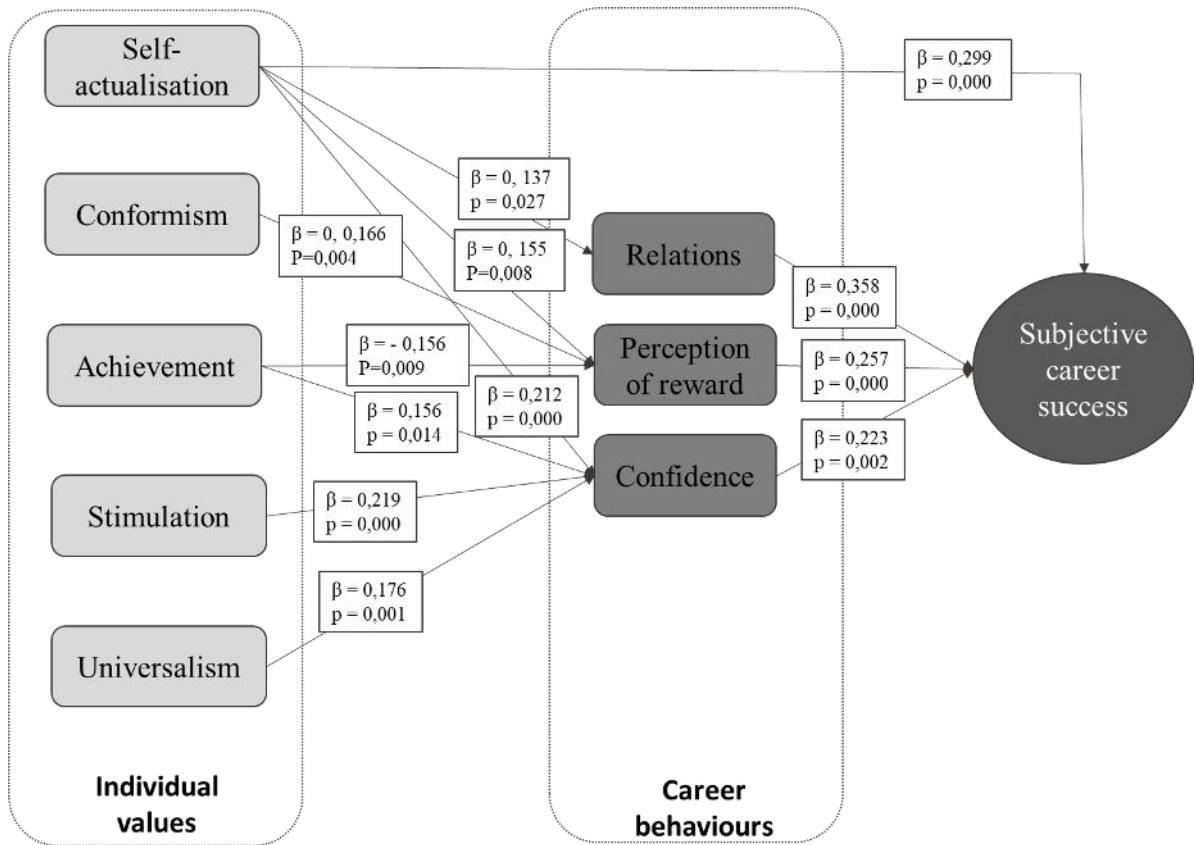 Self-
actualisation
β = 0,299
p = 0,000
β = 0, 137
p = 0,027
Conformism
β = 0, 0,166
P=0,004
β = 0, 155
P=0,008
Relations
β = 0,358
p = 0,000
Achievement
β = - 0,156
P=0,009
Perception
of reward
β = 0,257
p = 0,000
Subjective
career
success
β = 0,156
p = 0,014
β = 0,212
p = 0,000
Confidence
β = 0,223
p = 0,002
Stimulation
β = 0,219
p = 0,000
β = 0,176
p = 0,001
Universalism
Individual
values
Career
behaviours